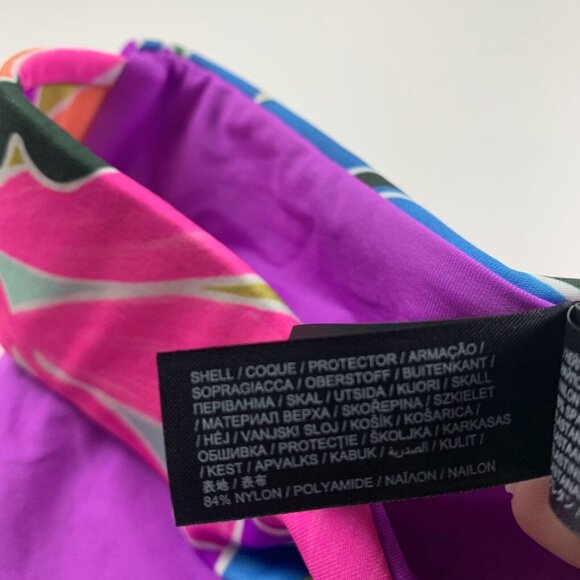 SHELL / COQUE / PROTECTOR / ARMAÇÃO /
SOPRAGIACCA / OBERSTOFF / BUITENKANT /
ΠΕΡΙΒΛΗΜΑ / SKAL / UTSIDA / KUORI / SKALL
/ МАТЕРИАЛ ВЕРХА / SKOŘEPINA / SZKIELET
/ HÉJ / VANJSKI SLOJ / KOŠÍK / KOŠARICA /
ОБШИВКА / PROTECȚIE / ŠKOLJKA / KARKASAS
/ KEST / APVALKS / KABUK / الصدرية / KULIT /
表地 / 表布
84% NYLON / POLYAMIDE / ΝΑΪΛΟΝ / NAILON